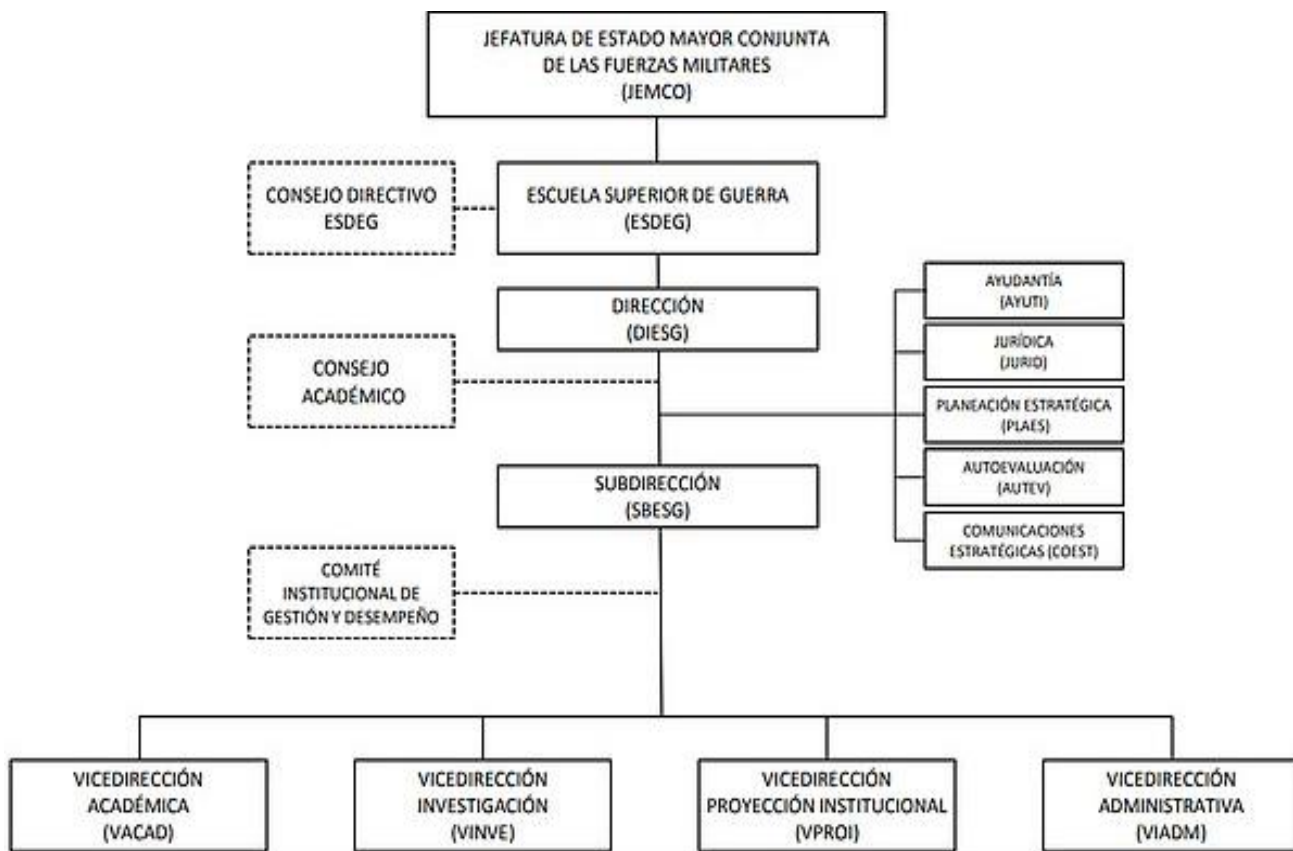 JEFATURA DE ESTADO MAYOR CONJUNTA
DE LAS FUERZAS MILITARES
(JEMCO)
CONSEJO DIRECTIVO
ESDEG
ESCUELA SUPERIOR DE GUERRA
(ESDEG)
DIRECCIÓN
(DIESG)
AYUDANTÍA
(AYUTI)
JURÍDICA
(JURID)
PLANEACIÓN ESTRATÉGICA
(PLAES)
AUTOEVALUACIÓN
(AUTEV)
COMUNICACIONES
ESTRATÉGICAS (COEST)
CONSEJO
ACADÉMICO
SUBDIRECCIÓN
(SBESG)
COMITÉ
INSTITUCIONAL DE
GESTIÓN Y DESEMPEÑO
VICEDIRECCIÓN
ACADÉMICA
(VACAD)
VICEDIRECCIÓN
INVESTIGACIÓN
(VINVE)
VICEDIRECCIÓN
PROYECCIÓN INSTITUCIONAL
(VPROI)
VICEDIRECCIÓN
ADMINISTRATIVA
(VIADM)